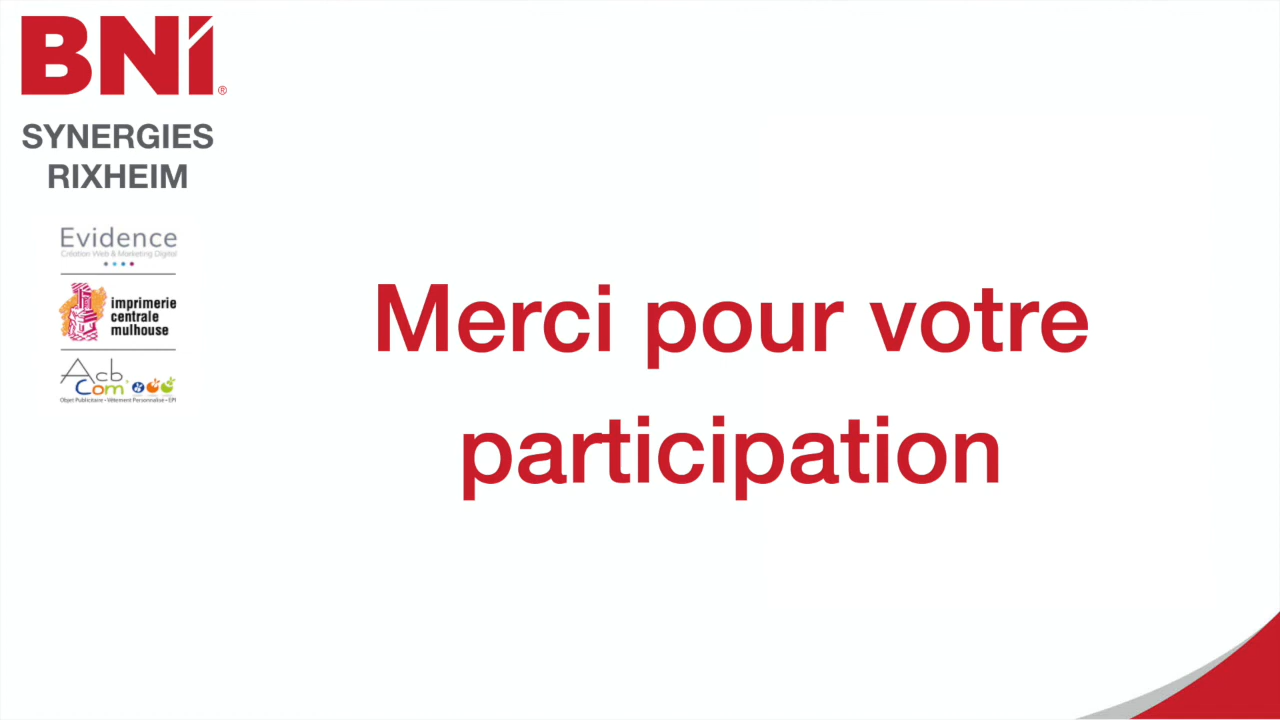 BNI®
SYNERGIES
RIXHEIM
Evidence
Création Web & Marketing Digital
imprimerie
centrale
mulhouse
Acb
Com'
Objet Publicitaire - Vêtement Personnalisé - EPI
Merci pour votre
participation